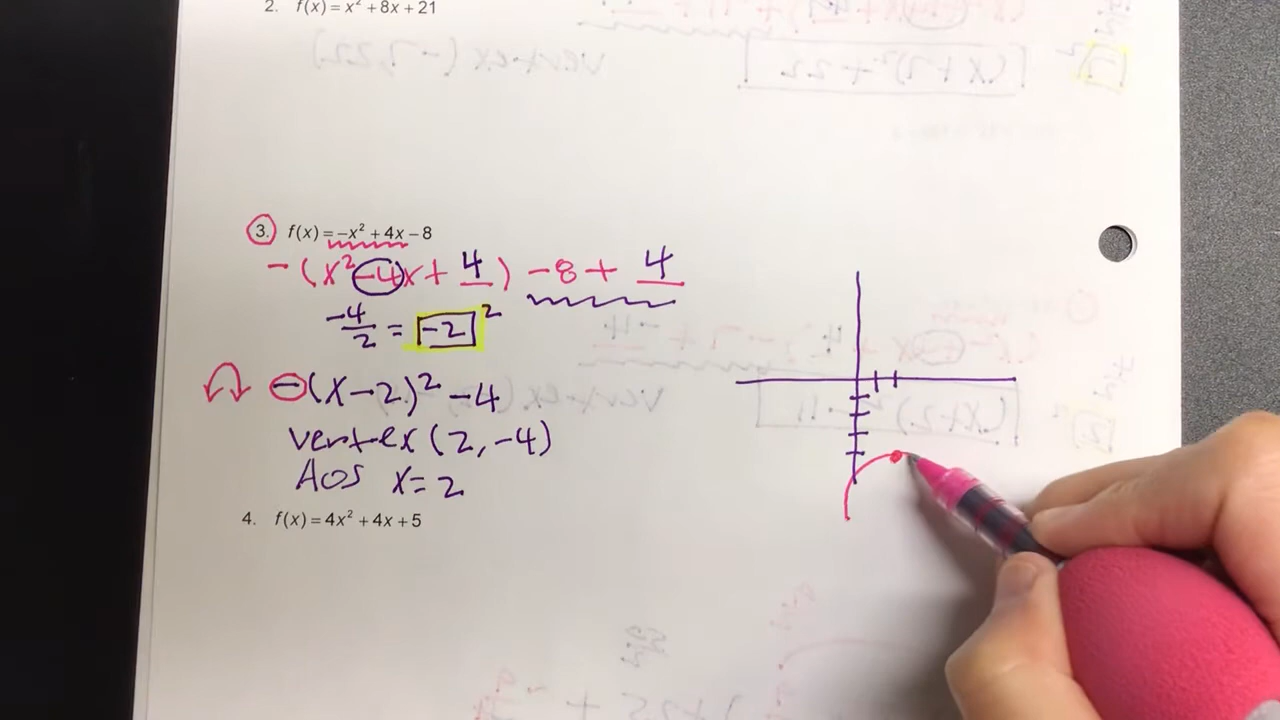 2. f(x) = x² + 8x + 21
3. f(x) = −x² + 4x − 8
− (x² −4x + 4) −8 + 4
−4/2 = −2 ²
−(x−2)² −4
vertex (2, −4)
AOS x = 2
4. f(x) = 4x² + 4x + 5